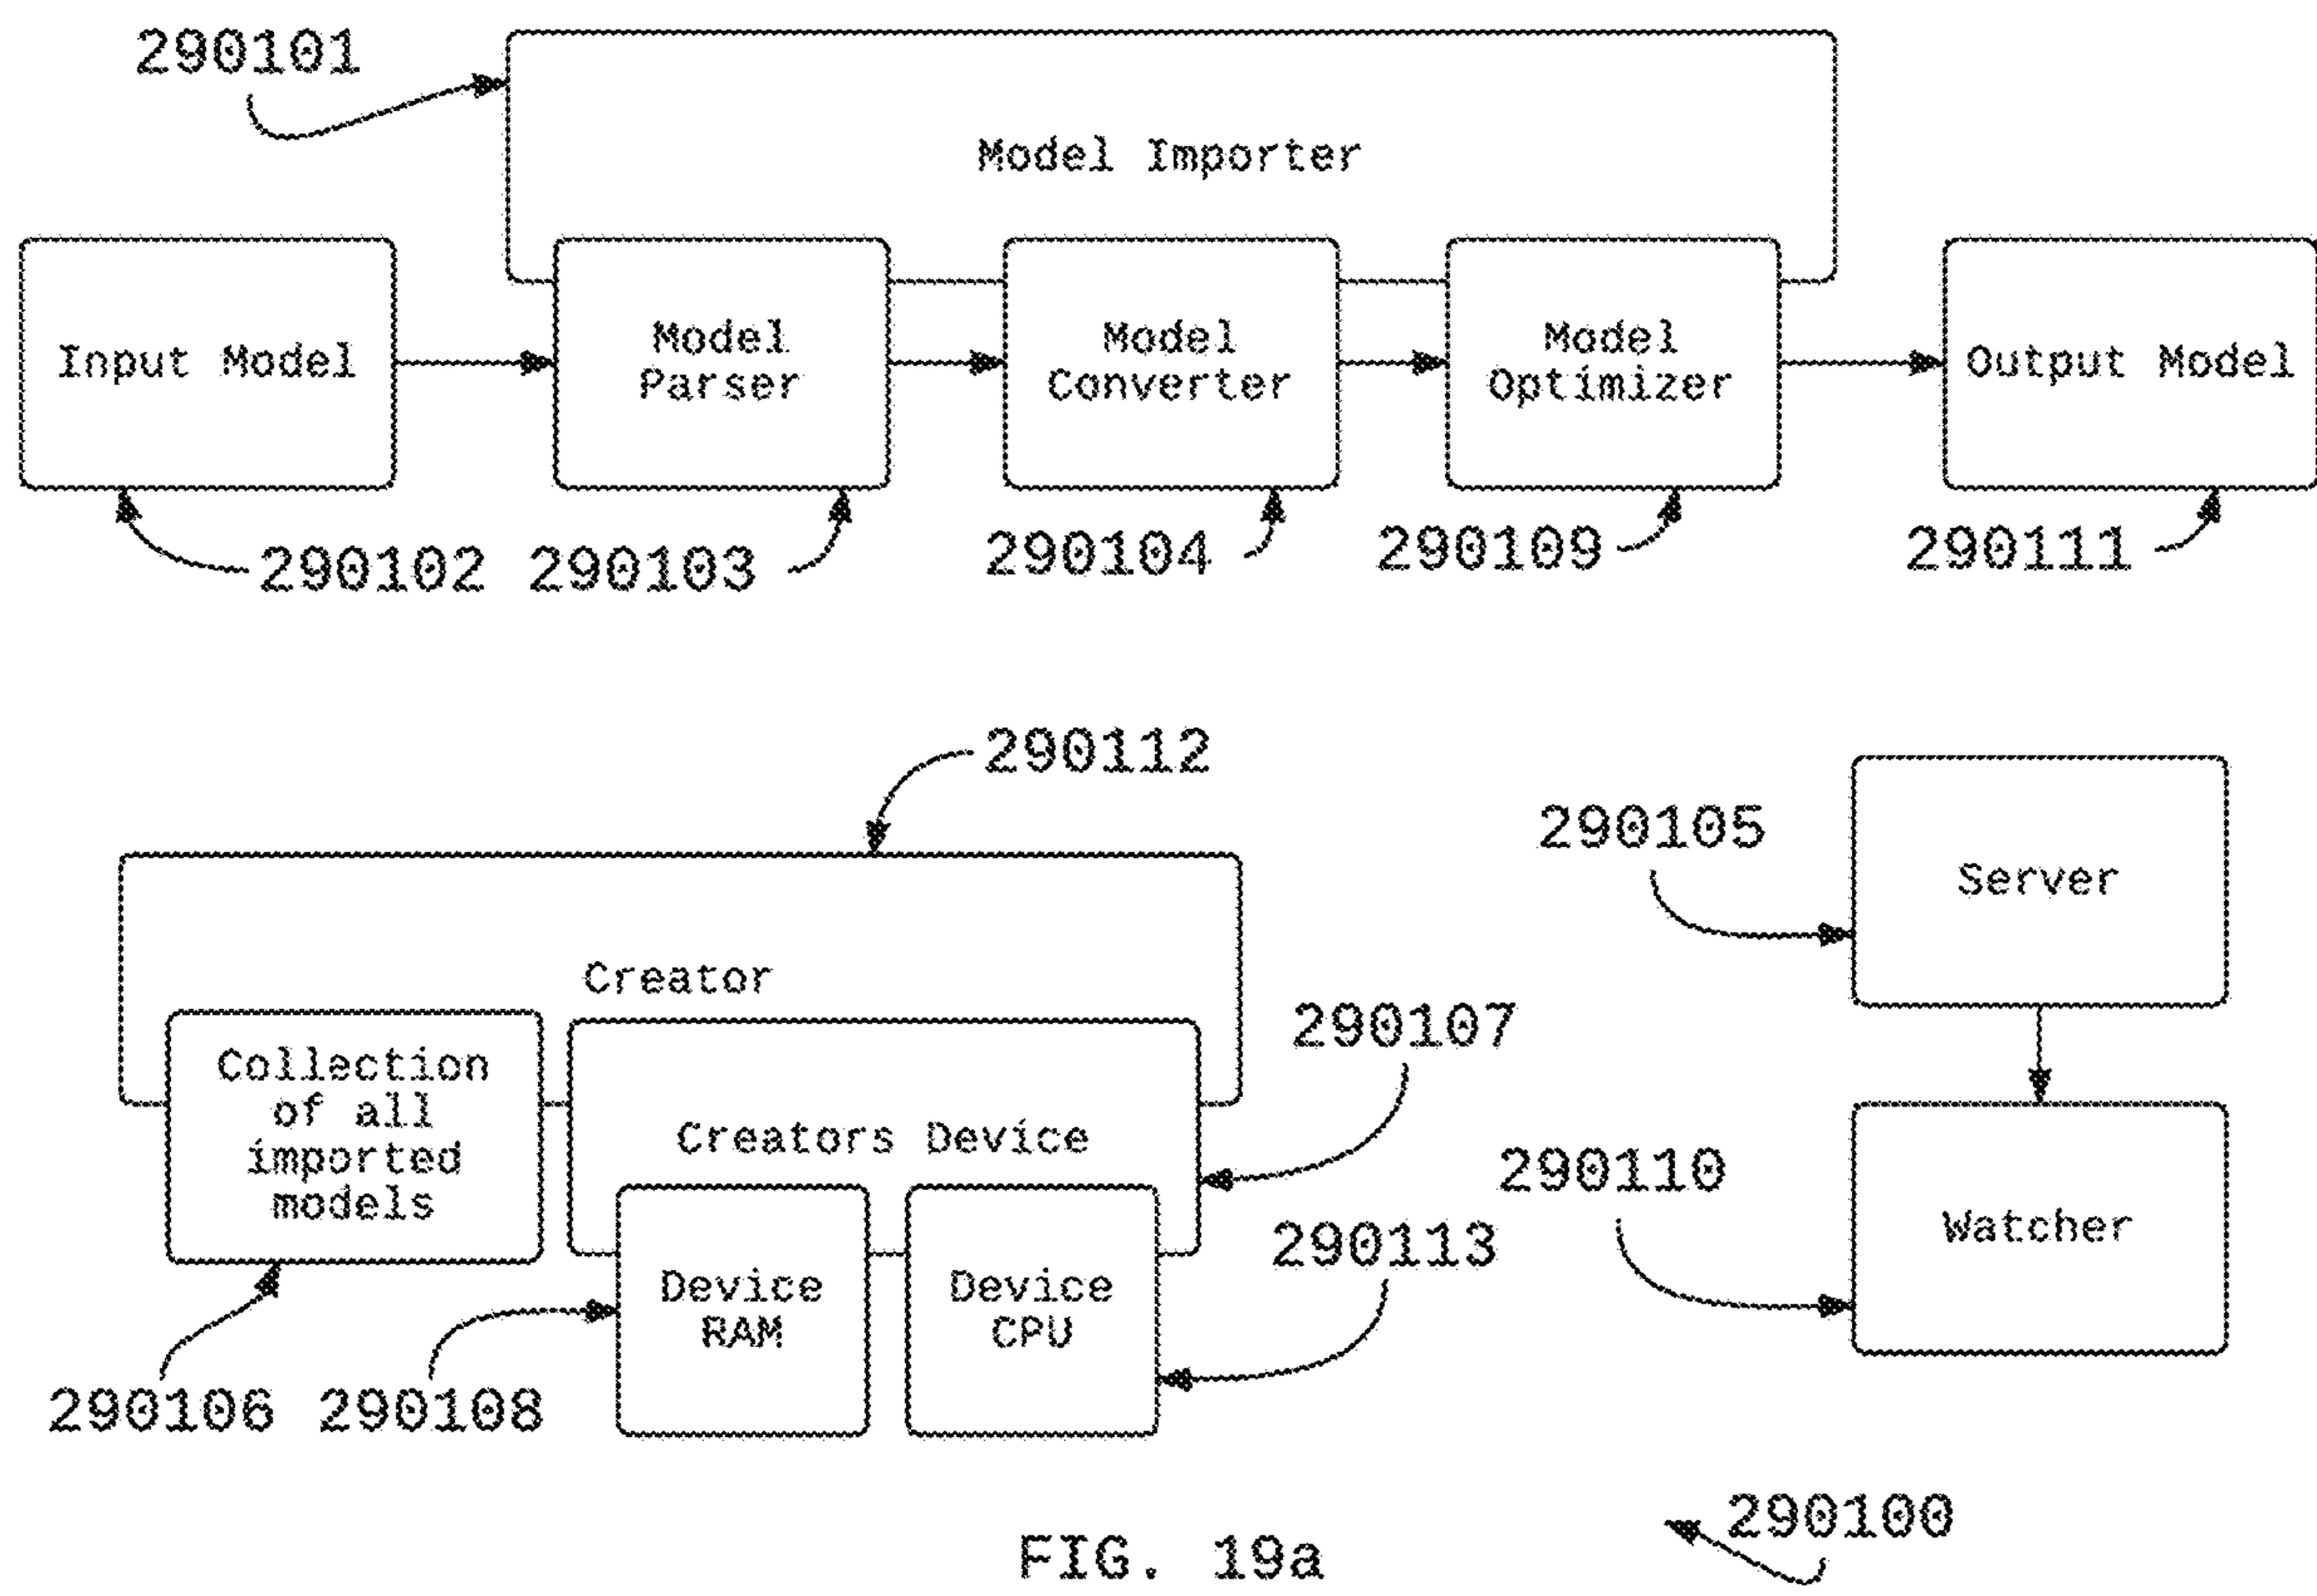 290101
Model Importer
Input Model
Model
Parser
Model
Converter
Model
Optimizer
Output Model
290102
290103
290104
290109
290111
290112
290105
Server
Creator
290107
Collection
of all
imported
models
Creators Device
290110
Watcher
290113
Device
RAM
Device
CPU
290106
290108
290100
FIG. 19a